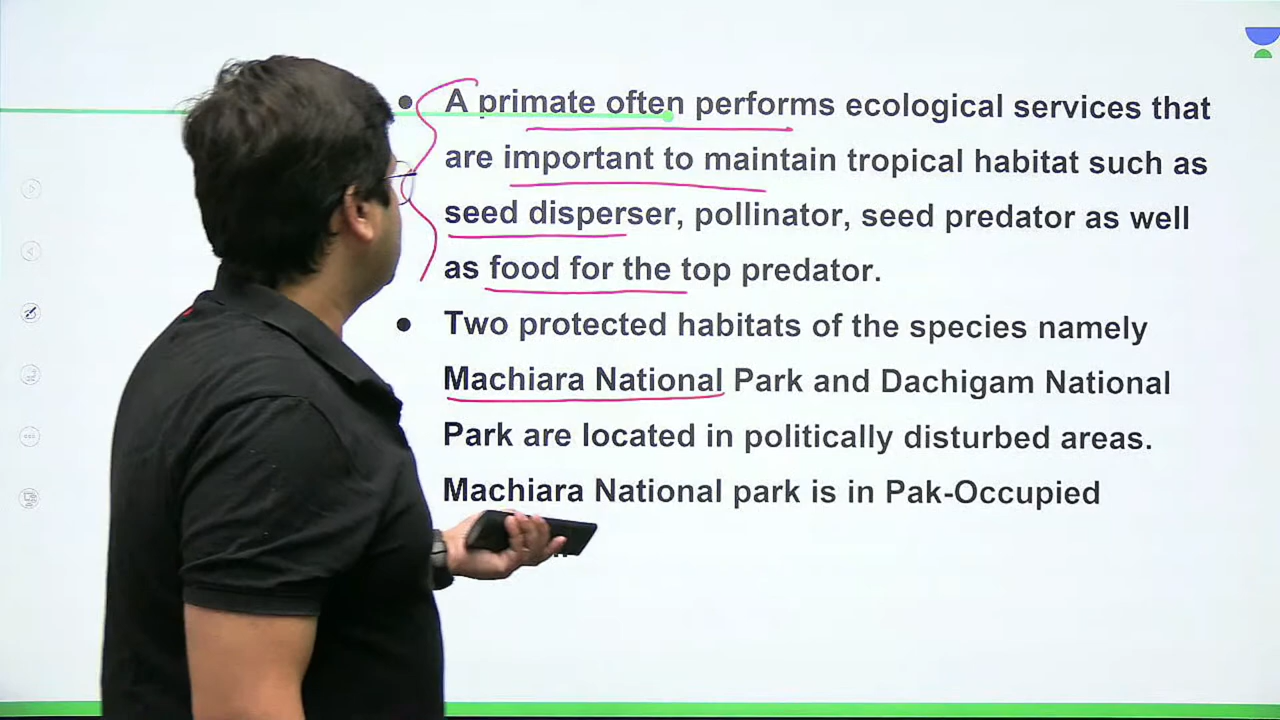 A primate often performs ecological services that
are important to maintain tropical habitat such as
seed disperser, pollinator, seed predator as well
as food for the top predator.
Two protected habitats of the species namely
Machiara National Park and Dachigam National
Park are located in politically disturbed areas.
Machiara National park is in Pak-Occupied